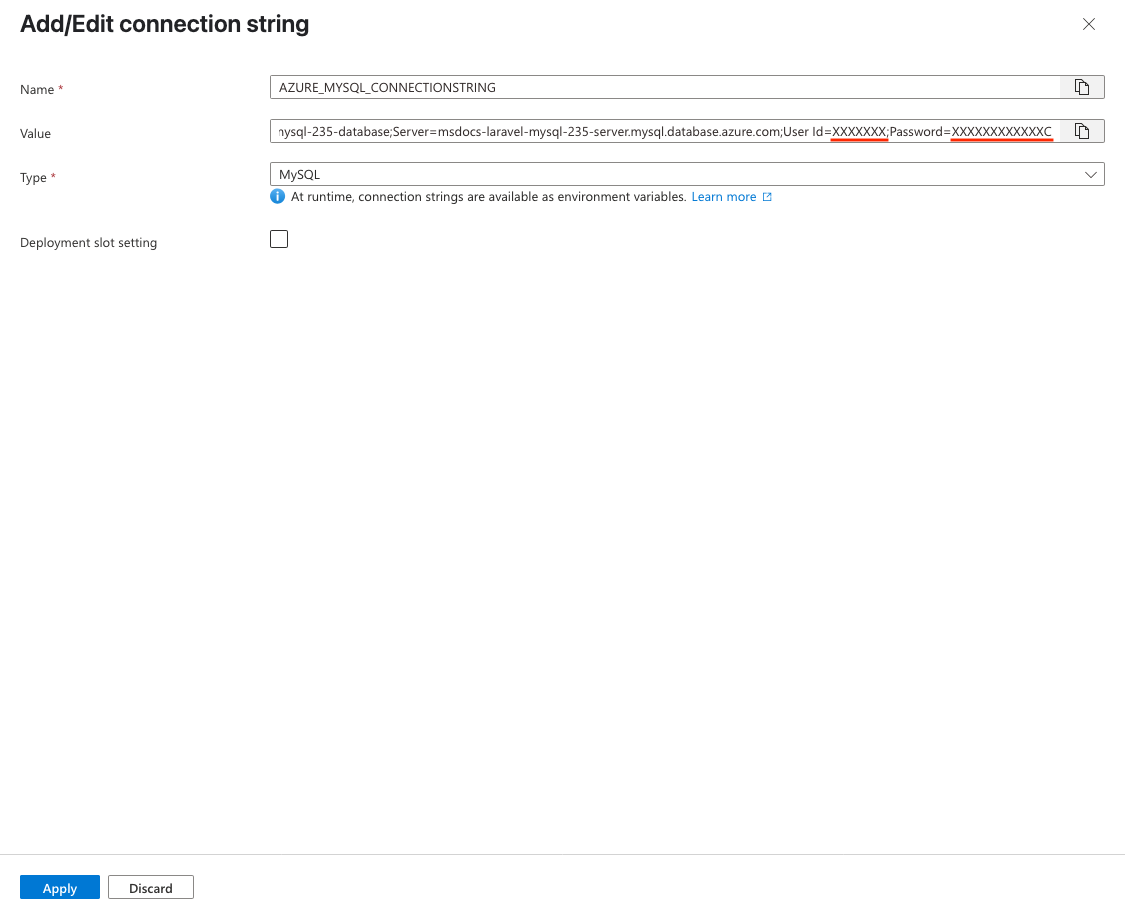 Add/Edit connection string
Name *
AZURE_MYSQL_CONNECTIONSTRING
Value
mysql-235-database;Server=msdocs-laravel-mysql-235-server.mysql.database.azure.com;User Id=XXXXXXX;Password=XXXXXXXXXXXXC
Type *
MySQL
At runtime, connection strings are available as environment variables. Learn more
Deployment slot setting
Apply
Discard